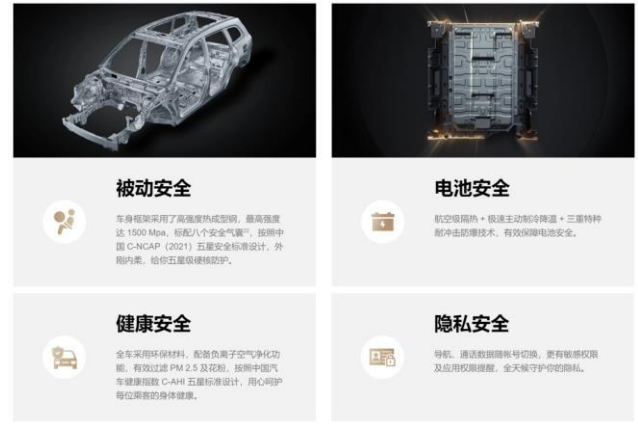 被动安全
车身框架采用了高强度热成型钢，最高强度
达 1500 Mpa，标配八个安全气囊，按照中
国 C-NCAP（2021）五星安全标准设计，外
刚内柔，给你五星级硬核防护。
电池安全
航空级隔热 + 极速主动制冷降温 + 三重特种
耐冲击防爆技术，有效保障电池安全。
健康安全
全车采用环保材料，配备负离子空气净化功
能，有效过滤 PM 2.5 及花粉，按照中国汽
车健康指数 C-AHI 五星标准设计，用心呵护
每位乘客的身体健康。
隐私安全
导航、通话数据随帐号切换，更有敏感权限
及应用权限提醒，全天候守护你的隐私。